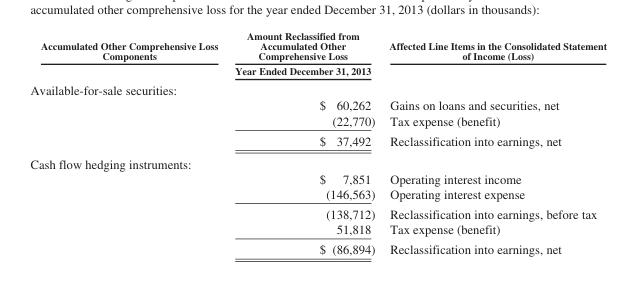 accumulated other comprehensive loss for the year ended December 31, 2013 (dollars in thousands):
Amount Reclassified from
Accumulated Other Comprehensive Loss Accumulated Other Affected Line Items in the Consolidated Statement
Components Comprehensive Loss of Income (Loss)
Year Ended December 31, 2013
Available-for-sale securities:
$ 60,262 Gains on loans and securities, net
(22,770) Tax expense (benefit)
$ 37,492 Reclassification into earnings, net
Cash flow hedging instruments:
$ 7,851 Operating interest income
(146,563) Operating interest expense
(138,712) Reclassification into earnings, before tax
51,818 Tax expense (benefit)
$ (86,894) Reclassification into earnings, net